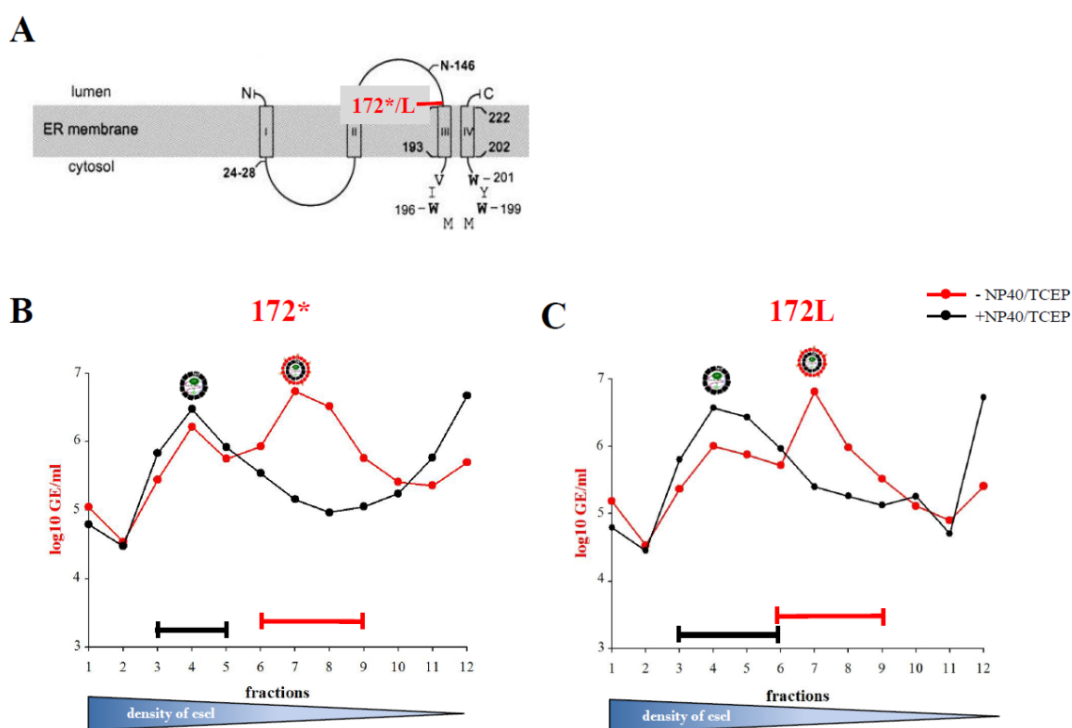 A
lumen
N
N-146
C
172*/L
222
ER membrane
I
II
III
IV
193
202
cytosol
24-28
V
W
201
I
Y
196
W
W
199
M
M
B
172*
C
172L
- NP40/TCEP
+NP40/TCEP
7
6
5
4
3
log10 GE/ml
1 2 3 4 5 6 7 8 9 10 11 12
fractions
density of cscl
7
6
5
4
3
log10 GE/ml
1 2 3 4 5 6 7 8 9 10 11 12
fractions
density of cscl